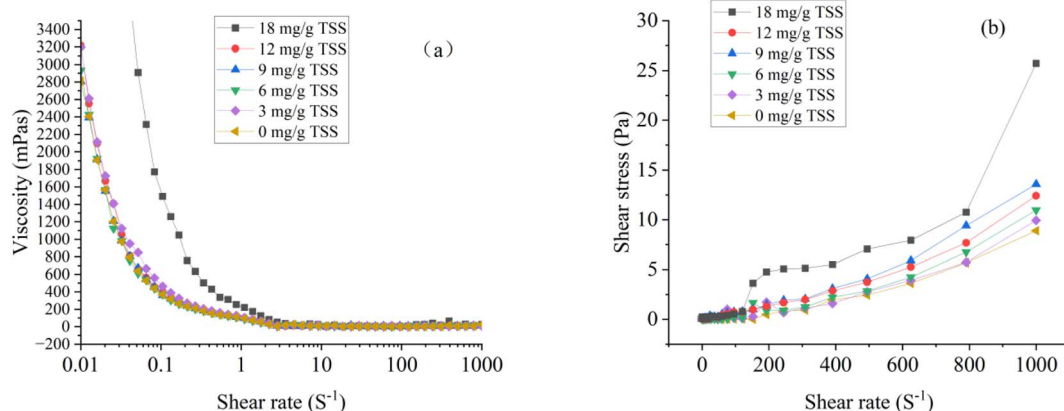 3400
3200
3000
2800
2600
2400
2200
2000
1800
1600
1400
1200
1000
800
600
400
200
0
−200
Viscosity (mPas)
18 mg/g TSS
12 mg/g TSS
9 mg/g TSS
6 mg/g TSS
3 mg/g TSS
0 mg/g TSS
（a）
0.01 0.1 1 10 100 1000
Shear rate (S⁻¹)
30
25
20
15
10
5
0
Shear stress (Pa)
18 mg/g TSS
12 mg/g TSS
9 mg/g TSS
6 mg/g TSS
3 mg/g TSS
0 mg/g TSS
(b)
0 200 400 600 800 1000
Shear rate (S⁻¹)